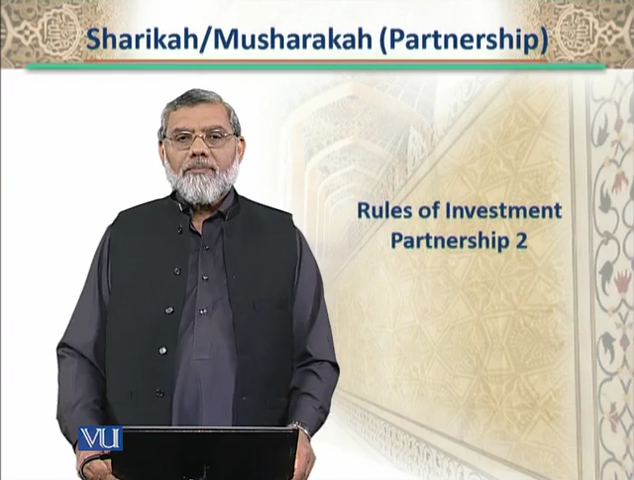 Sharikah/Musharakah (Partnership)
Rules of Investment
Partnership 2
VU